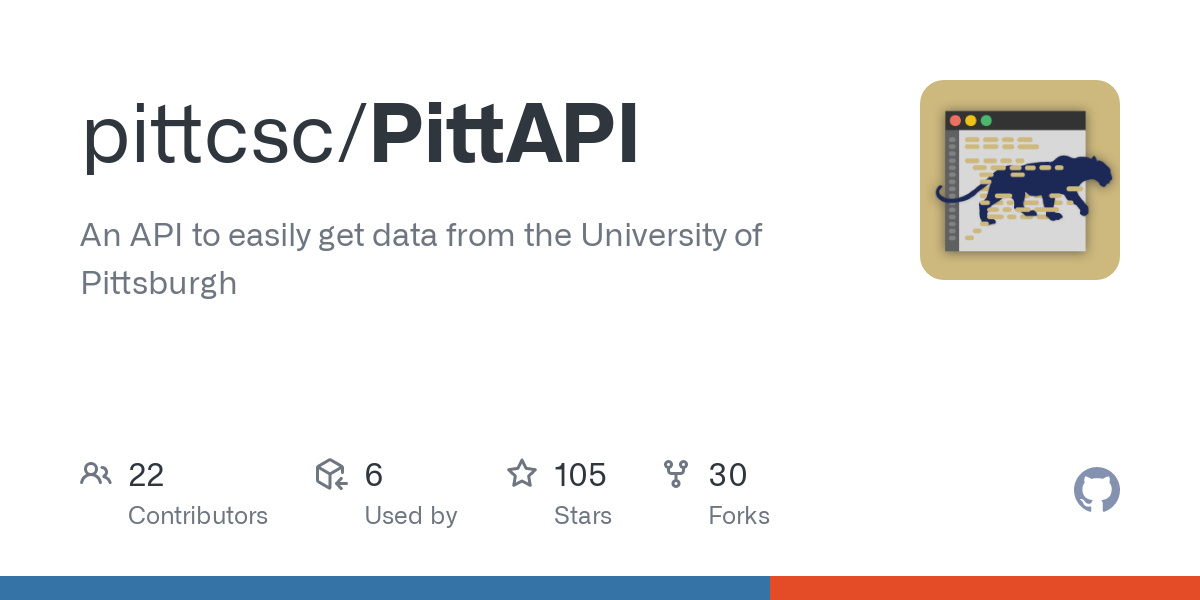 pittcsc/PittAPI
An API to easily get data from the University of
Pittsburgh
22 6 105 30
Contributors Used by Stars Forks